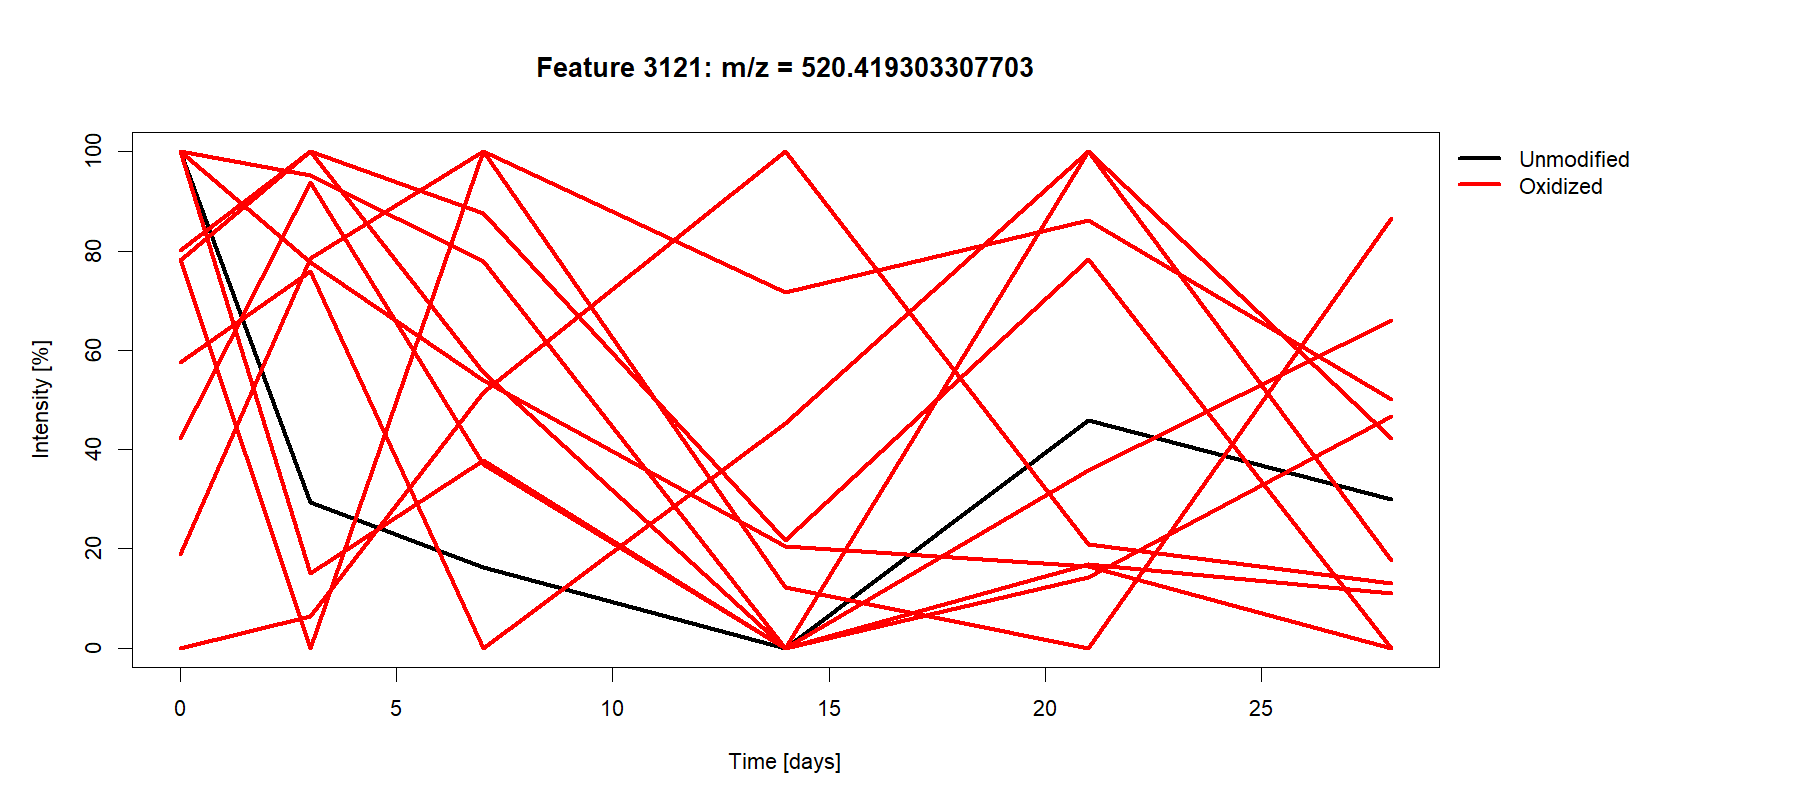 Feature 3121: m/z = 520.419303307703
Unmodified
Oxidized
Intensity [%]
100
80
60
40
20
0
0 5 10 15 20 25
Time [days]